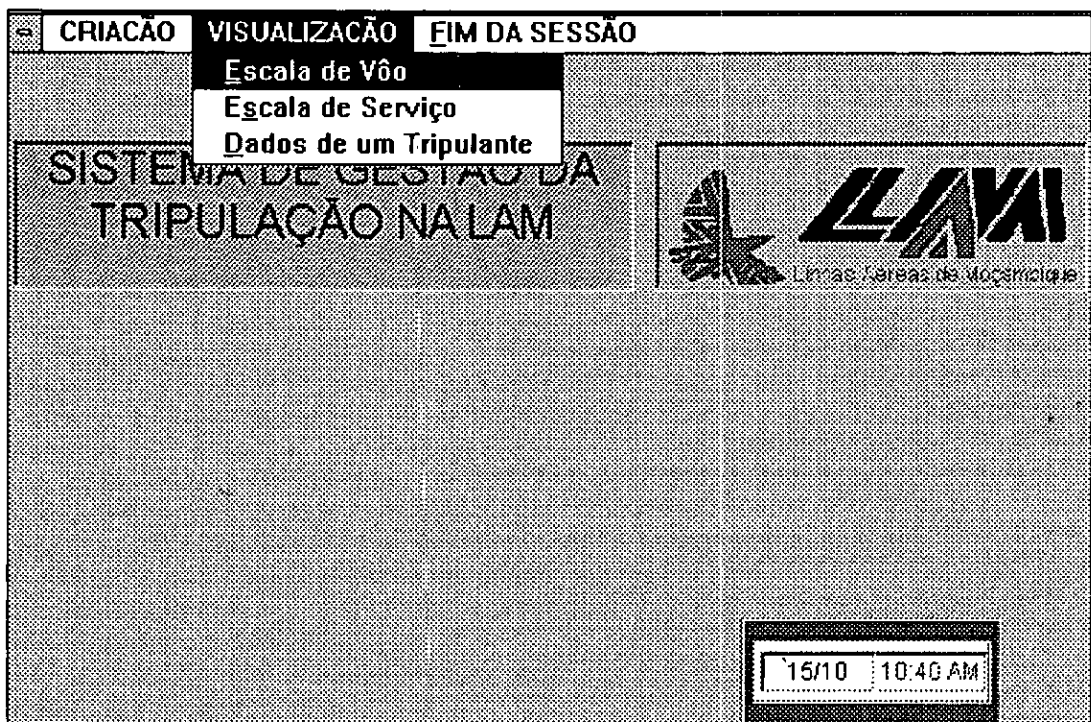 CRIACÃO VISUALIZACÃO FIM DA SESSÃO
Escala de Vôo
Escala de Serviço
Dados de um Tripulante
SISTEMA DE GESTÃO DA
TRIPULAÇÃO NA LAM
LAM
Linhas Aéreas de Moçambique
15/10 10:40 AM